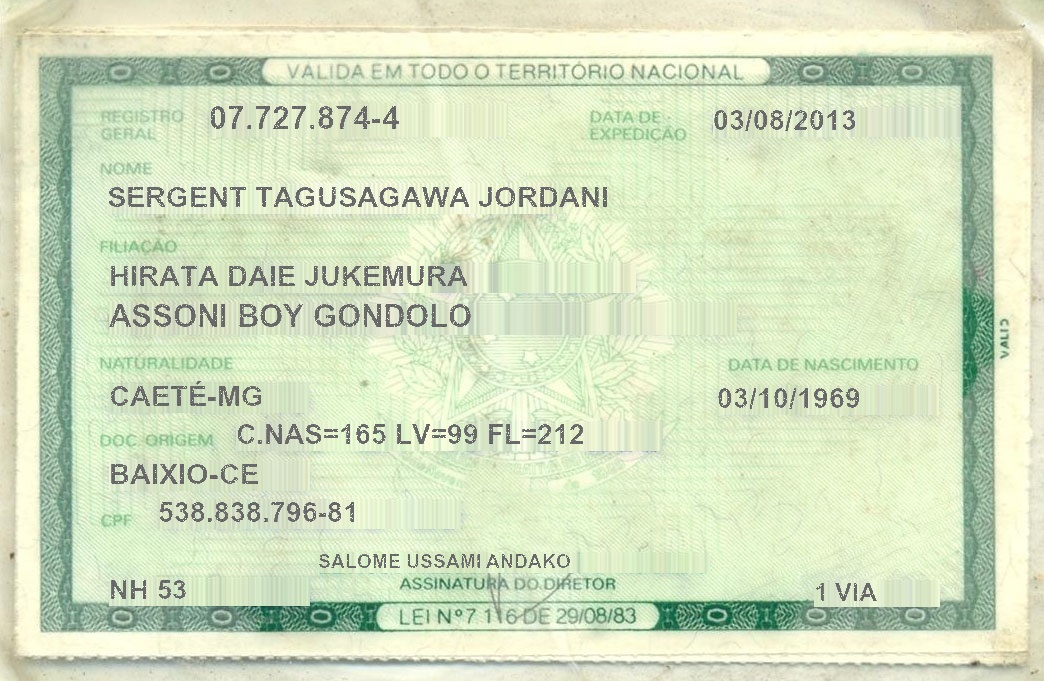 VÁLIDA EM TODO O TERRITÓRIO NACIONAL
REGISTRO GERAL 07.727.874-4 DATA DE EXPEDIÇÃO 03/08/2013
NOME
SERGENT TAGUSAGAWA JORDANI
FILIAÇÃO
HIRATA DAIE JUKEMURA
ASSONI BOY GONDOLO
NATURALIDADE DATA DE NASCIMENTO
CAETÉ-MG 03/10/1969
DOC. ORIGEM C.NAS=165 LV=99 FL=212
BAIXIO-CE
CPF 538.838.796-81
SALOME USSAMI ANDAKO
NH 53 ASSINATURA DO DIRETOR 1 VIA
LEI Nº 7.116 DE 29/08/83
VALID